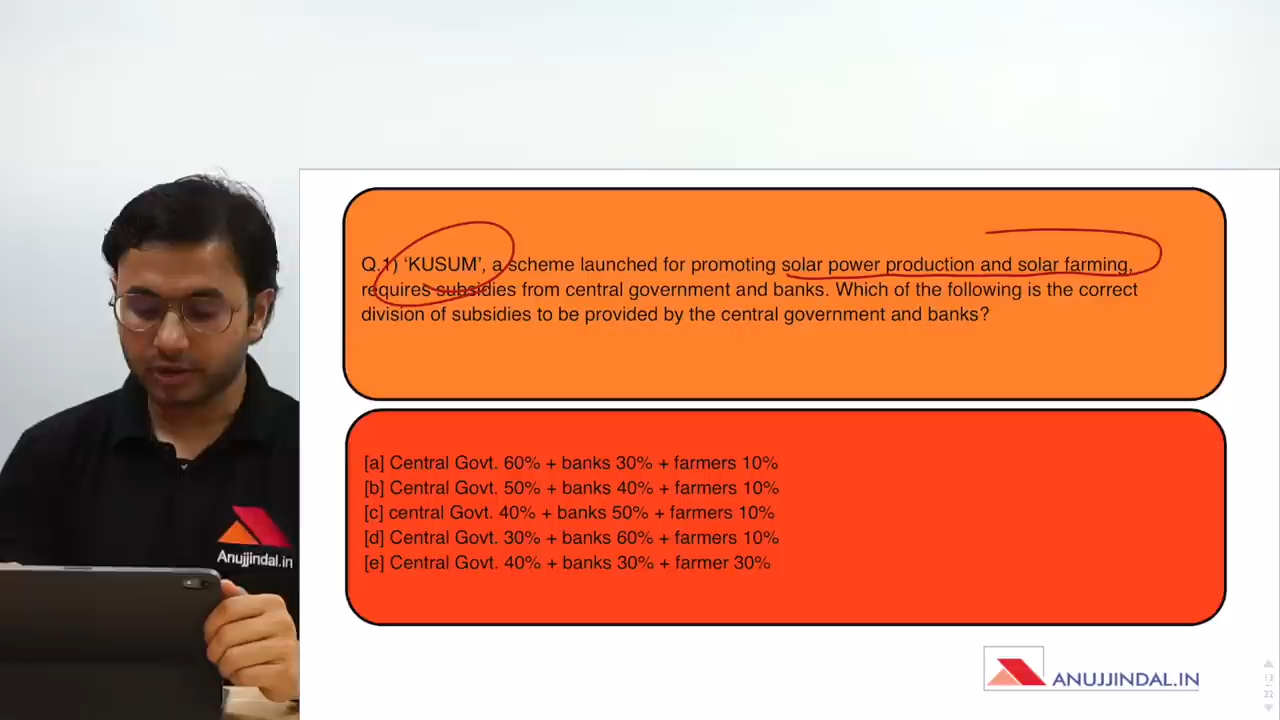 Q.1) ‘KUSUM’, a scheme launched for promoting solar power production and solar farming,
requires subsidies from central government and banks. Which of the following is the correct
division of subsidies to be provided by the central government and banks?
[a] Central Govt. 60% + banks 30% + farmers 10%
[b] Central Govt. 50% + banks 40% + farmers 10%
[c] central Govt. 40% + banks 50% + farmers 10%
[d] Central Govt. 30% + banks 60% + farmers 10%
[e] Central Govt. 40% + banks 30% + farmer 30%
Anujjindal.in
ANUJJINDAL.IN
13
22